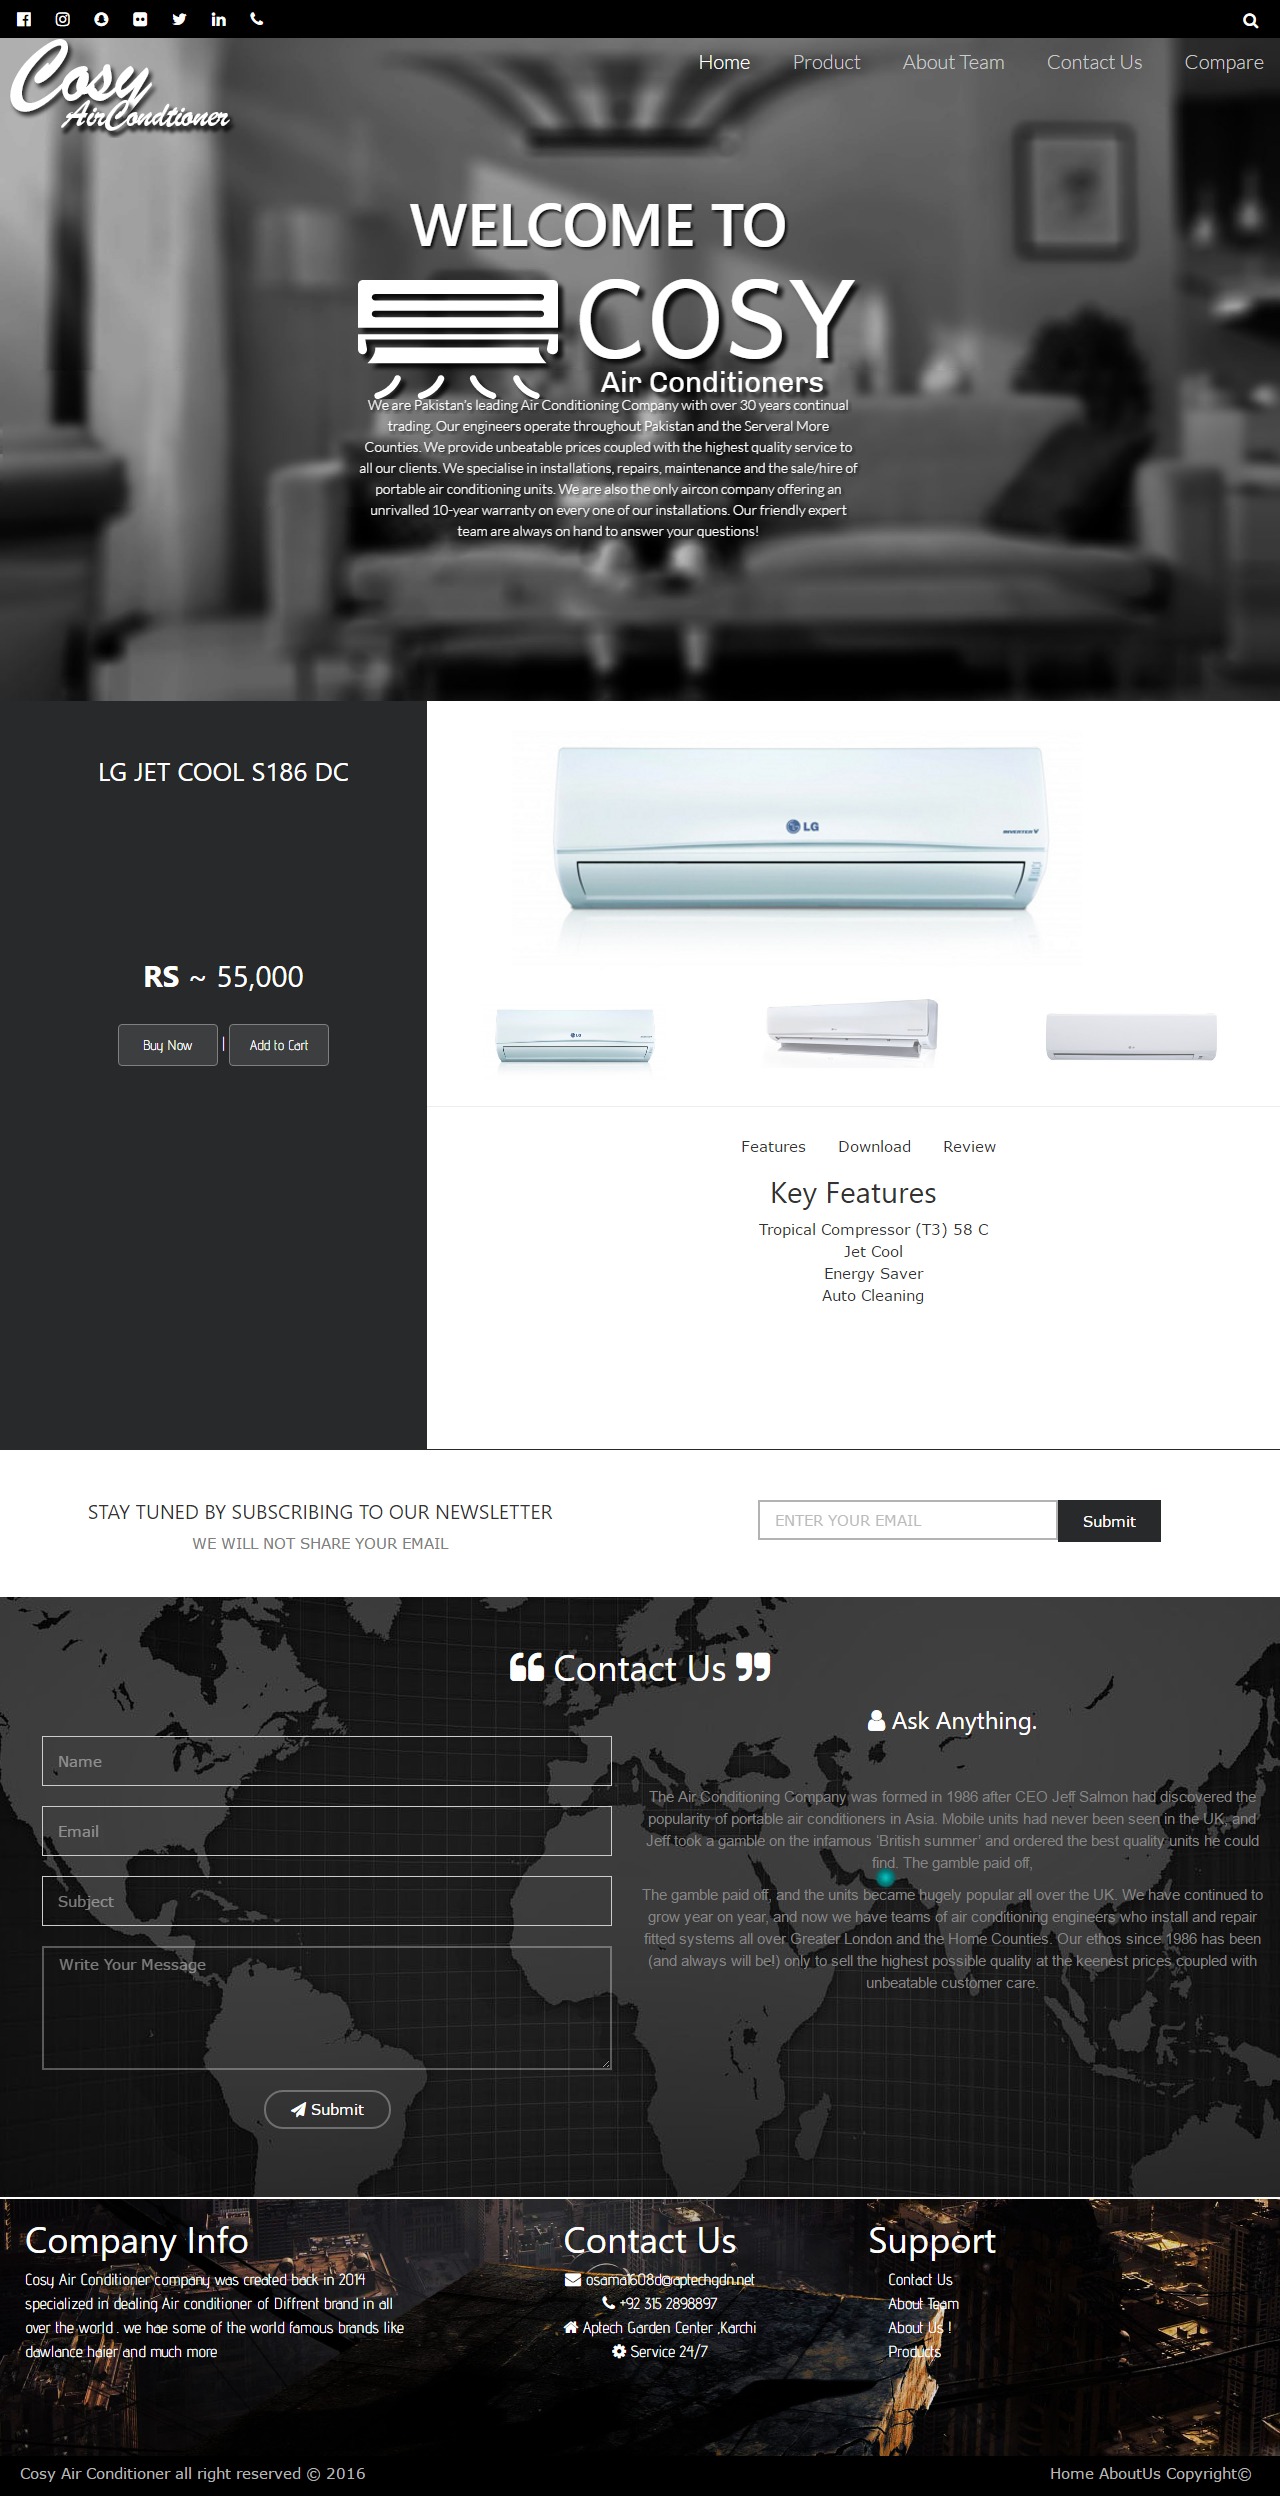 Home Product About Team Contact Us Compare
Cosy
AirCondtioner
WELCOME TO
COSY
Air Conditioners
We are Pakistan's leading Air Conditioning Company with over 30 years continual
trading. Our engineers operate throughout Pakistan and the Serveral More
Counties. We provide unbeatable prices coupled with the highest quality service to
all our clients. We specialise in installations, repairs, maintenance and the sale/hire of
portable air conditioning units. We are also the only aircon company offering an
unrivalled 10-year warranty on every one of our installations. Our friendly expert
team are always on hand to answer your questions!
LG JET COOL S186 DC
RS ~ 55,000
Buy Now | Add to Cart
LG
INVERTER V
LG
Features Download Review
Key Features
Tropical Compressor (T3) 58 C
Jet Cool
Energy Saver
Auto Cleaning
STAY TUNED BY SUBSCRIBING TO OUR NEWSLETTER
WE WILL NOT SHARE YOUR EMAIL
ENTER YOUR EMAIL
Submit
Contact Us
Name
Email
Subject
Write Your Message
Submit
Ask Anything.
The Air Conditioning Company was formed in 1986 after CEO Jeff Salmon had discovered the
popularity of portable air conditioners in Asia. Mobile units had never been seen in the UK, and
Jeff took a gamble on the infamous 'British summer' and ordered the best quality units he could
find. The gamble paid off,
The gamble paid off, and the units became hugely popular all over the UK. We have continued to
grow year on year, and now we have teams of air conditioning engineers who install and repair
fitted systems all over Greater London and the Home Counties. Our ethos since 1986 has been
(and always will be!) only to sell the highest possible quality at the keenest prices coupled with
unbeatable customer care.
Company Info
Cosy Air Conditioner company was created back in 2014
specialized in dealing Air conditioner of Diffrent brand in all
over the world . we hae some of the world famous brands like
dawlance haier and much more
Contact Us
osama1608d@aptechgdn.net
+92 315 2898897
Aptech Garden Center ,Karchi
Service 24/7
Support
Contact Us
About Team
About Us !
Products
Cosy Air Conditioner all right reserved © 2016
Home AboutUs Copyright©